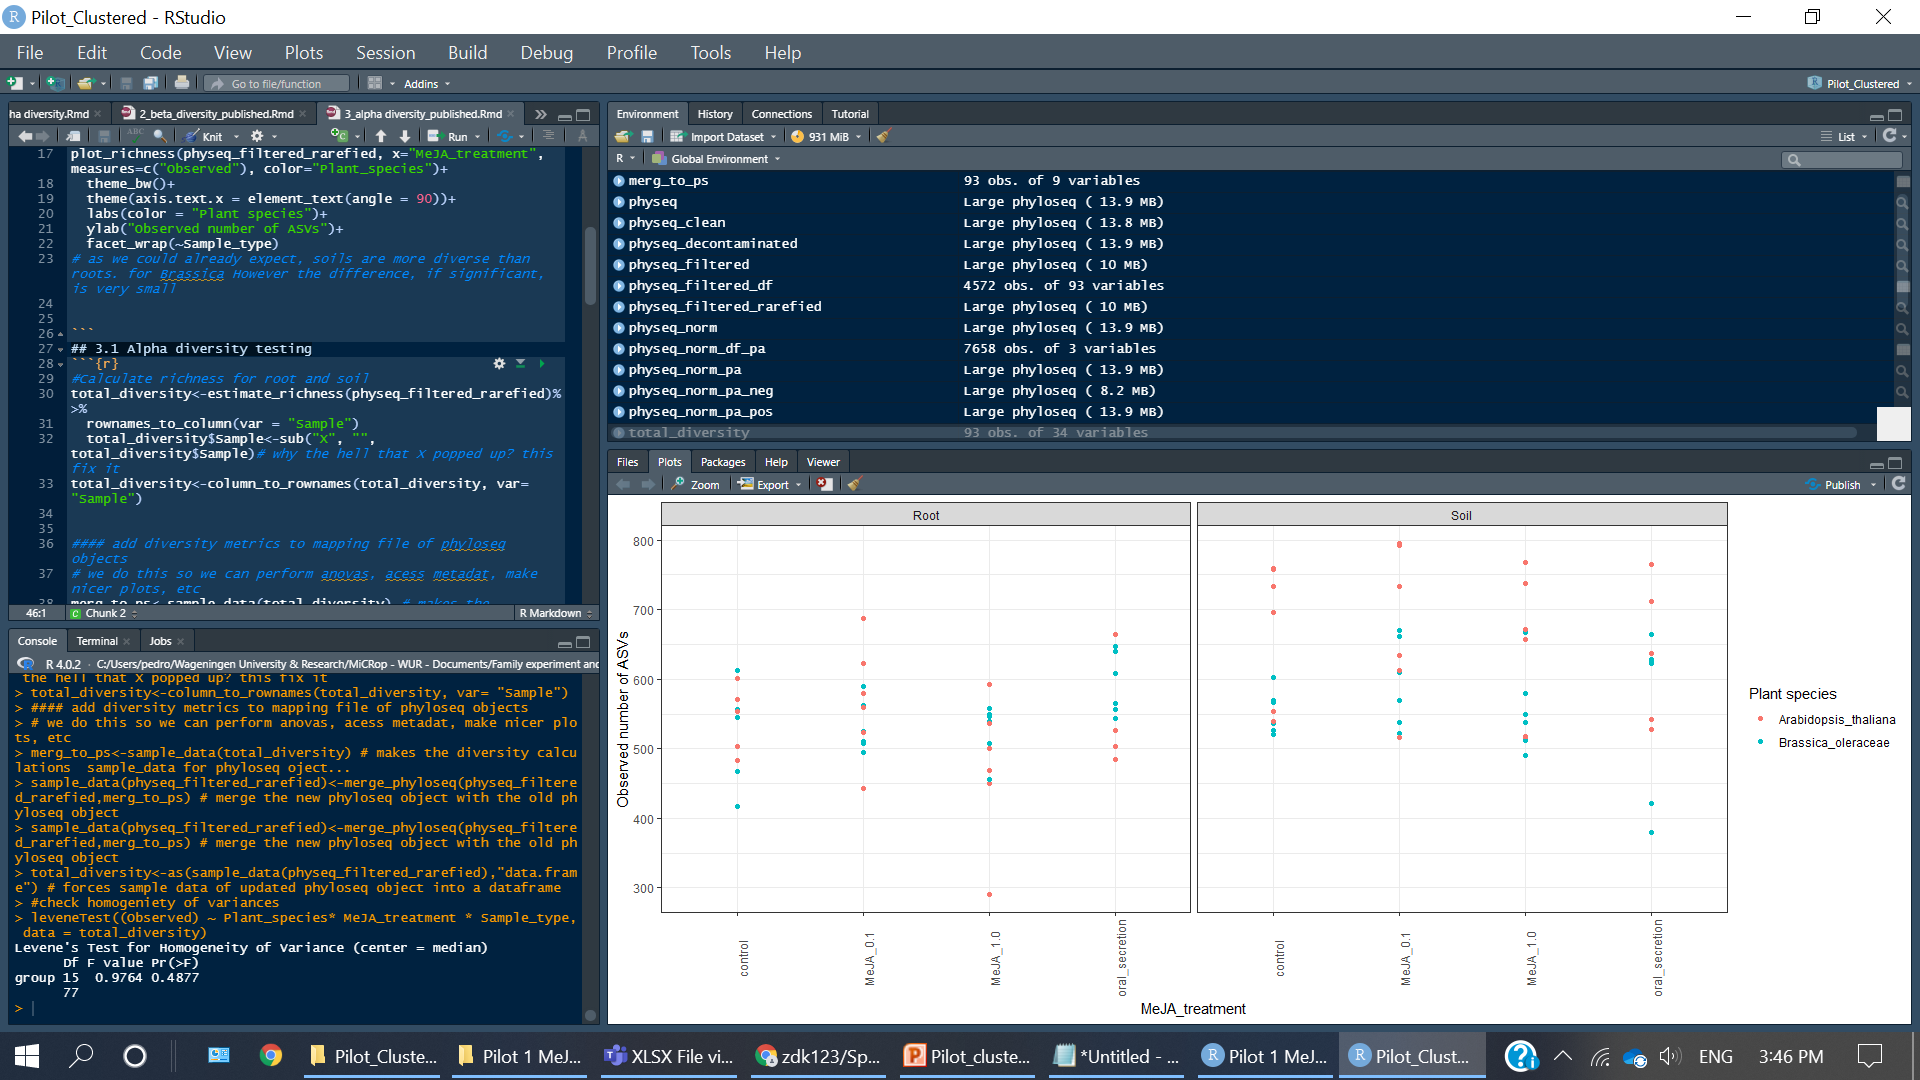 Pilot_Clustered - RStudio
File Edit Code View Plots Session Build Debug Profile Tools Help
Go to file/function Addins Pilot_Clustered
ha diversity.Rmd 2_beta_diversity_published.Rmd 3_alpha diversity_published.Rmd
Knit Run
17 plot_richness(physeq_filtered_rarefied, x="MeJA_treatment",
measures=c("Observed"), color="Plant_species")+
18 theme_bw()+
19 theme(axis.text.x = element_text(angle = 90))+
20 labs(color = "Plant species")+
21 ylab("Observed number of ASVs")+
22 facet_wrap(~Sample_type)
23 # as we could already expect, soils are more diverse than
roots. for Brassica However the difference, if significant,
is very small
24
25
26 ```
27 ## 3.1 Alpha diversity testing
28 ```{r}
29 #Calculate richness for root and soil
30 total_diversity<-estimate_richness(physeq_filtered_rarefied)%
>%
31 rownames_to_column(var = "Sample")
32 total_diversity$Sample<-sub("X", "",
total_diversity$Sample)# why the hell that X popped up? this
fix it
33 total_diversity<-column_to_rownames(total_diversity, var=
"Sample")
34
35
36 #### add diversity metrics to mapping file of phyloseq
objects
37 # we do this so we can perform anovas, acess metadat, make
nicer plots, etc
38 merg_to_ps<-sample_data(total_diversity) # makes the
46:1 Chunk 2 R Markdown
Console Terminal Jobs
R 4.0.2 · C:/Users/pedro/Wageningen University & Research/MiCRop - WUR - Documents/Family experiment and
the hell that X popped up? this fix it
> total_diversity<-column_to_rownames(total_diversity, var= "Sample")
> #### add diversity metrics to mapping file of phyloseq objects
> # we do this so we can perform anovas, acess metadat, make nicer plo
ts, etc
> merg_to_ps<-sample_data(total_diversity) # makes the diversity calcu
lations  sample_data for phyloseq oject...
> sample_data(physeq_filtered_rarefied)<-merge_phyloseq(physeq_filtere
d_rarefied,merg_to_ps) # merge the new phyloseq object with the old ph
yloseq object
> sample_data(physeq_filtered_rarefied)<-merge_phyloseq(physeq_filtere
d_rarefied,merg_to_ps) # merge the new phyloseq object with the old ph
yloseq object
> total_diversity<-as(sample_data(physeq_filtered_rarefied),"data.fram
e") # forces sample data of updated phyloseq object into a dataframe
> #check homogeniety of variances
> leveneTest((Observed) ~ Plant_species* MeJA_treatment * Sample_type,
data = total_diversity)
Levene's Test for Homogeneity of Variance (center = median)
Df F value Pr(>F)
group 15 0.9764 0.4877
77
>
Environment History Connections Tutorial
Import Dataset 931 MiB List
R Global Environment
merg_to_ps 93 obs. of 9 variables
physeq Large phyloseq ( 13.9 MB)
physeq_clean Large phyloseq ( 13.8 MB)
physeq_decontaminated Large phyloseq ( 13.9 MB)
physeq_filtered Large phyloseq ( 10 MB)
physeq_filtered_df 4572 obs. of 93 variables
physeq_filtered_rarefied Large phyloseq ( 10 MB)
physeq_norm Large phyloseq ( 13.9 MB)
physeq_norm_df_pa 7658 obs. of 3 variables
physeq_norm_pa Large phyloseq ( 13.9 MB)
physeq_norm_pa_neg Large phyloseq ( 8.2 MB)
physeq_norm_pa_pos Large phyloseq ( 13.9 MB)
total_diversity 93 obs. of 34 variables
Files Plots Packages Help Viewer
Zoom Export Publish
Root Soil
800
700
600
500
400
300
Observed number of ASVs
control MeJA_0.1 MeJA_1.0 oral_secretion control MeJA_0.1 MeJA_1.0 oral_secretion
MeJA_treatment
Plant species
Arabidopsis_thaliana
Brassica_oleraceae
Pilot_Cluste... Pilot 1 MeJ... XLSX File vi... zdk123/Sp... Pilot_cluste... *Untitled - ... Pilot 1 MeJ... Pilot_Clust... ENG 3:46 PM